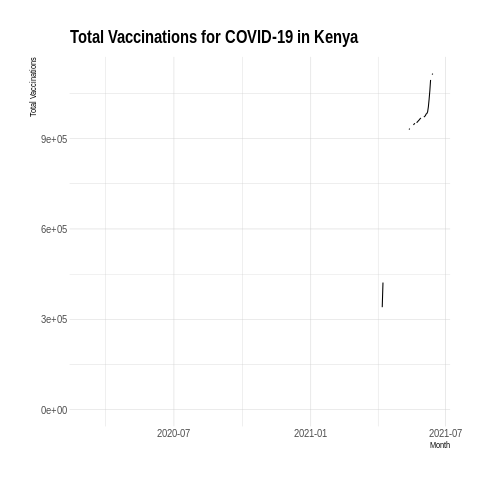 Total Vaccinations for COVID-19 in Kenya
Total Vaccinations
9e+05
6e+05
3e+05
0e+00
2020-07
2021-01
2021-07
Month